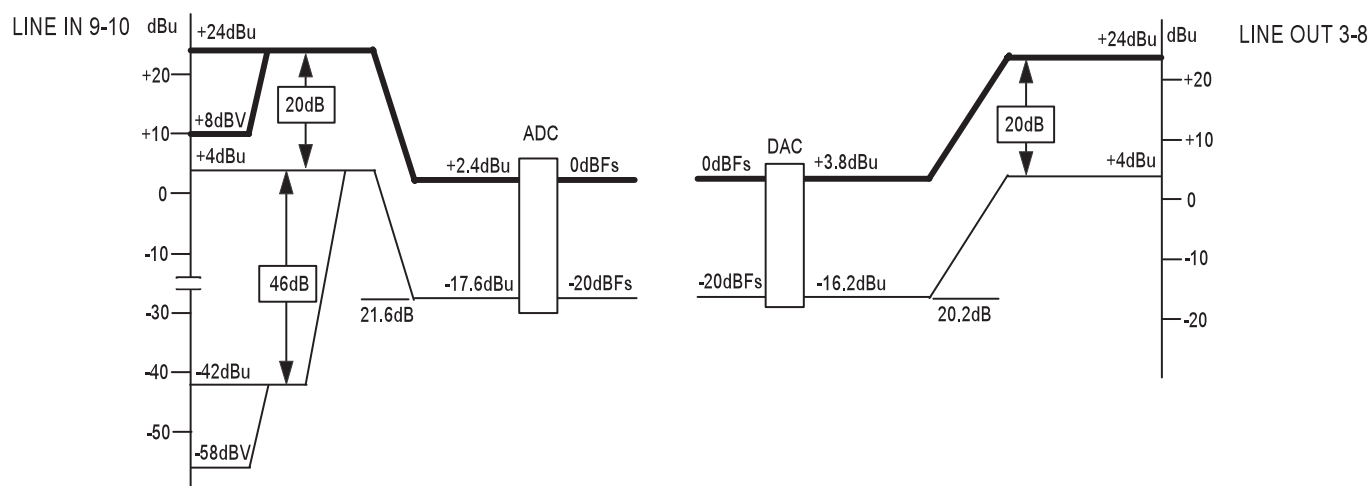 LINE IN 9-10
dBu
+24dBu
+20
20dB
+8dBV
+10
+4dBu
0
-10
46dB
-30
-40
-42dBu
-50
-58dBV
21.6dB
+2.4dBu
-17.6dBu
ADC
0dBFs
-20dBFs
0dBFs
-20dBFs
DAC
+3.8dBu
-16.2dBu
20.2dB
+24dBu
20dB
+4dBu
dBu
+20
+10
0
-10
-20
LINE OUT 3-8